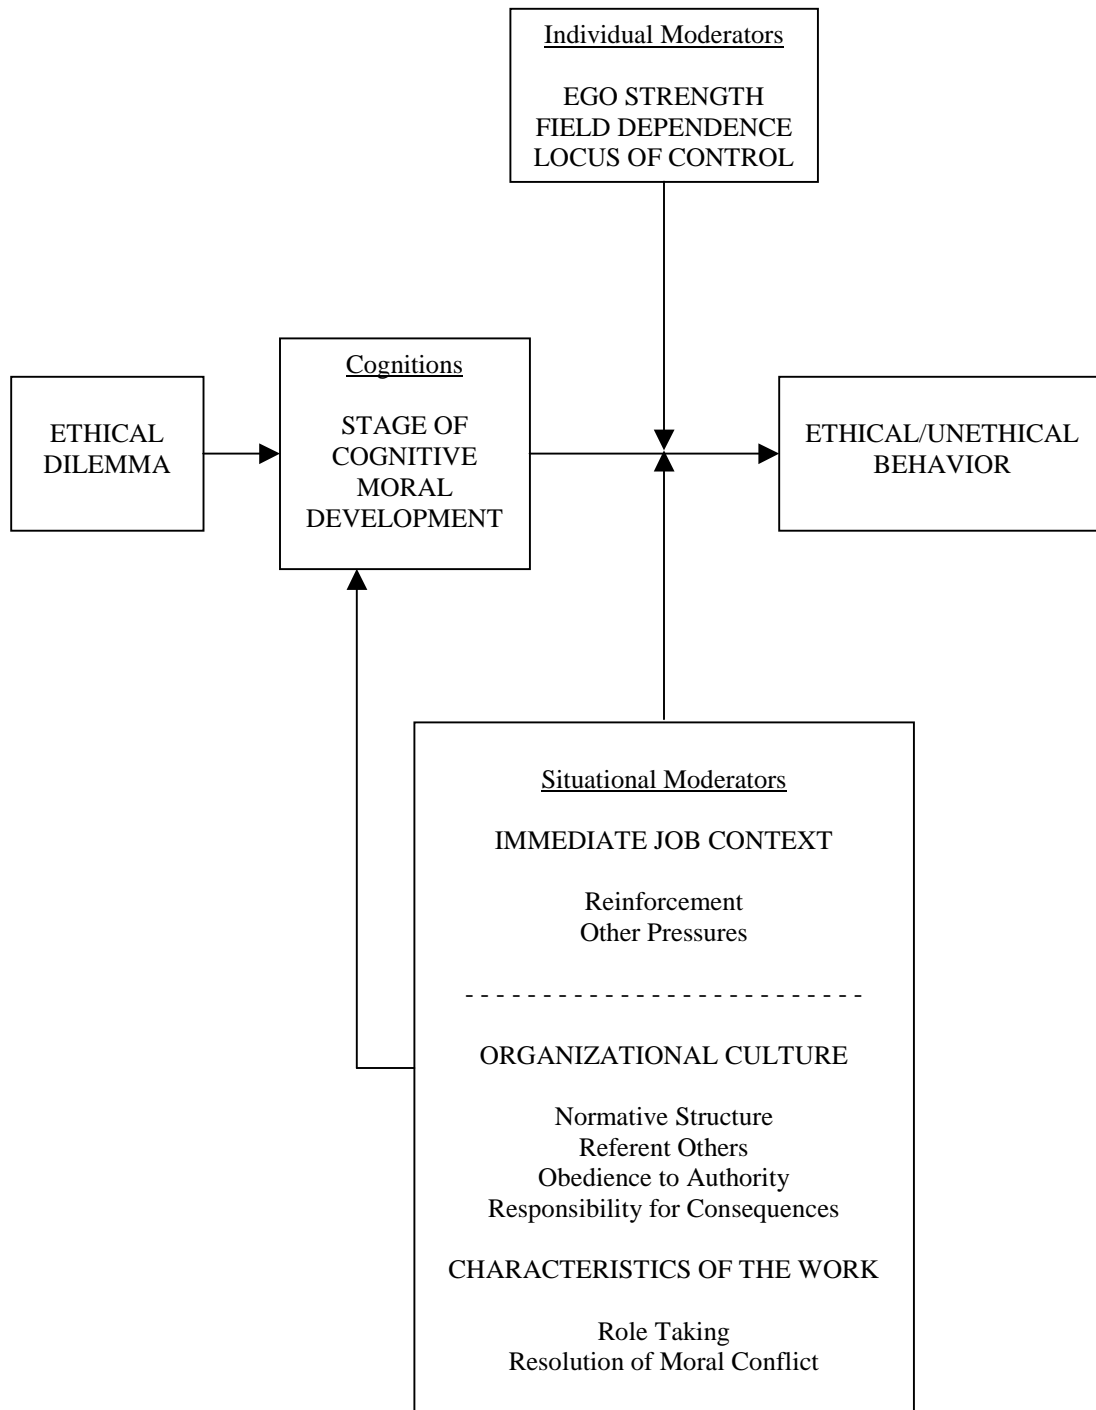 Individual Moderators
EGO STRENGTH
FIELD DEPENDENCE
LOCUS OF CONTROL
ETHICAL
DILEMMA
Cognitions
STAGE OF
COGNITIVE
MORAL
DEVELOPMENT
ETHICAL/UNETHICAL
BEHAVIOR
Situational Moderators
IMMEDIATE JOB CONTEXT
Reinforcement
Other Pressures
ORGANIZATIONAL CULTURE
Normative Structure
Referent Others
Obedience to Authority
Responsibility for Consequences
CHARACTERISTICS OF THE WORK
Role Taking
Resolution of Moral Conflict